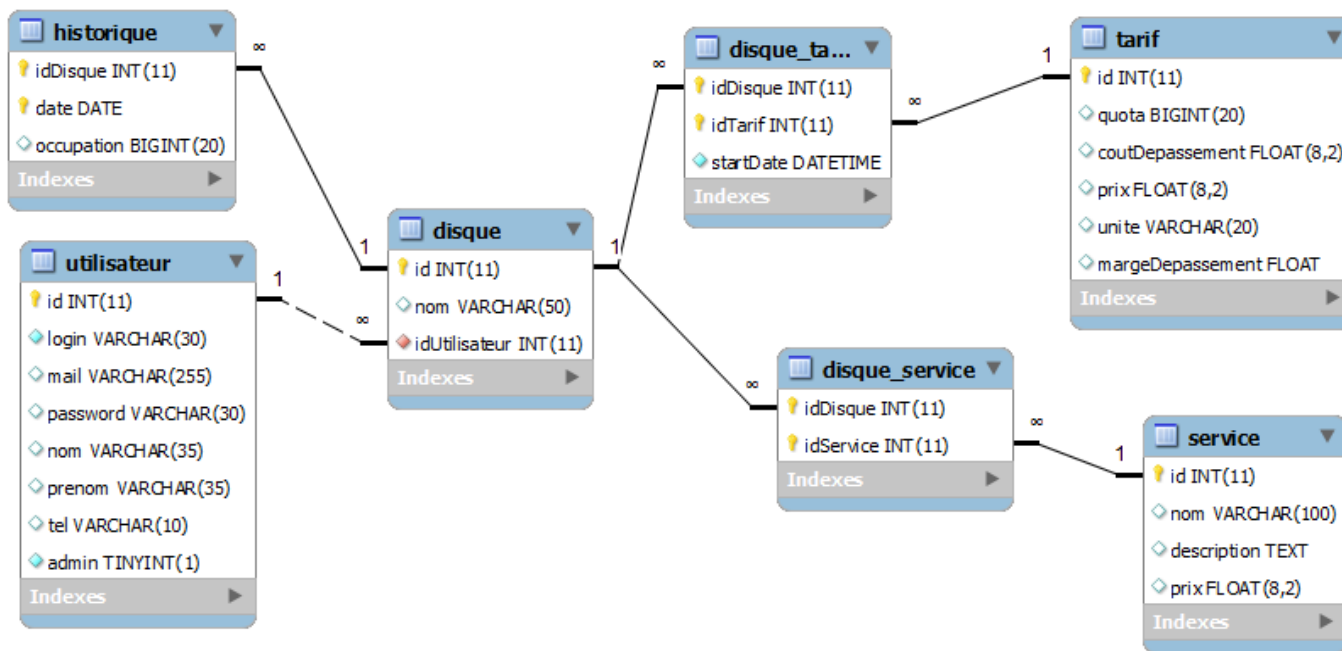 historique
idDisque INT(11)
date DATE
occupation BIGINT(20)
Indexes
∞
1
utilisateur
id INT(11)
login VARCHAR(30)
mail VARCHAR(255)
password VARCHAR(30)
nom VARCHAR(35)
prenom VARCHAR(35)
tel VARCHAR(10)
admin TINYINT(1)
Indexes
1
∞
disque
id INT(11)
nom VARCHAR(50)
idUtilisateur INT(11)
Indexes
1
∞
disque_ta...
idDisque INT(11)
idTarif INT(11)
startDate DATETIME
Indexes
∞
1
tarif
id INT(11)
quota BIGINT(20)
coutDepassement FLOAT(8,2)
prix FLOAT(8,2)
unite VARCHAR(20)
margeDepassement FLOAT
Indexes
∞
disque_service
idDisque INT(11)
idService INT(11)
Indexes
∞
1
service
id INT(11)
nom VARCHAR(100)
description TEXT
prix FLOAT(8,2)
Indexes